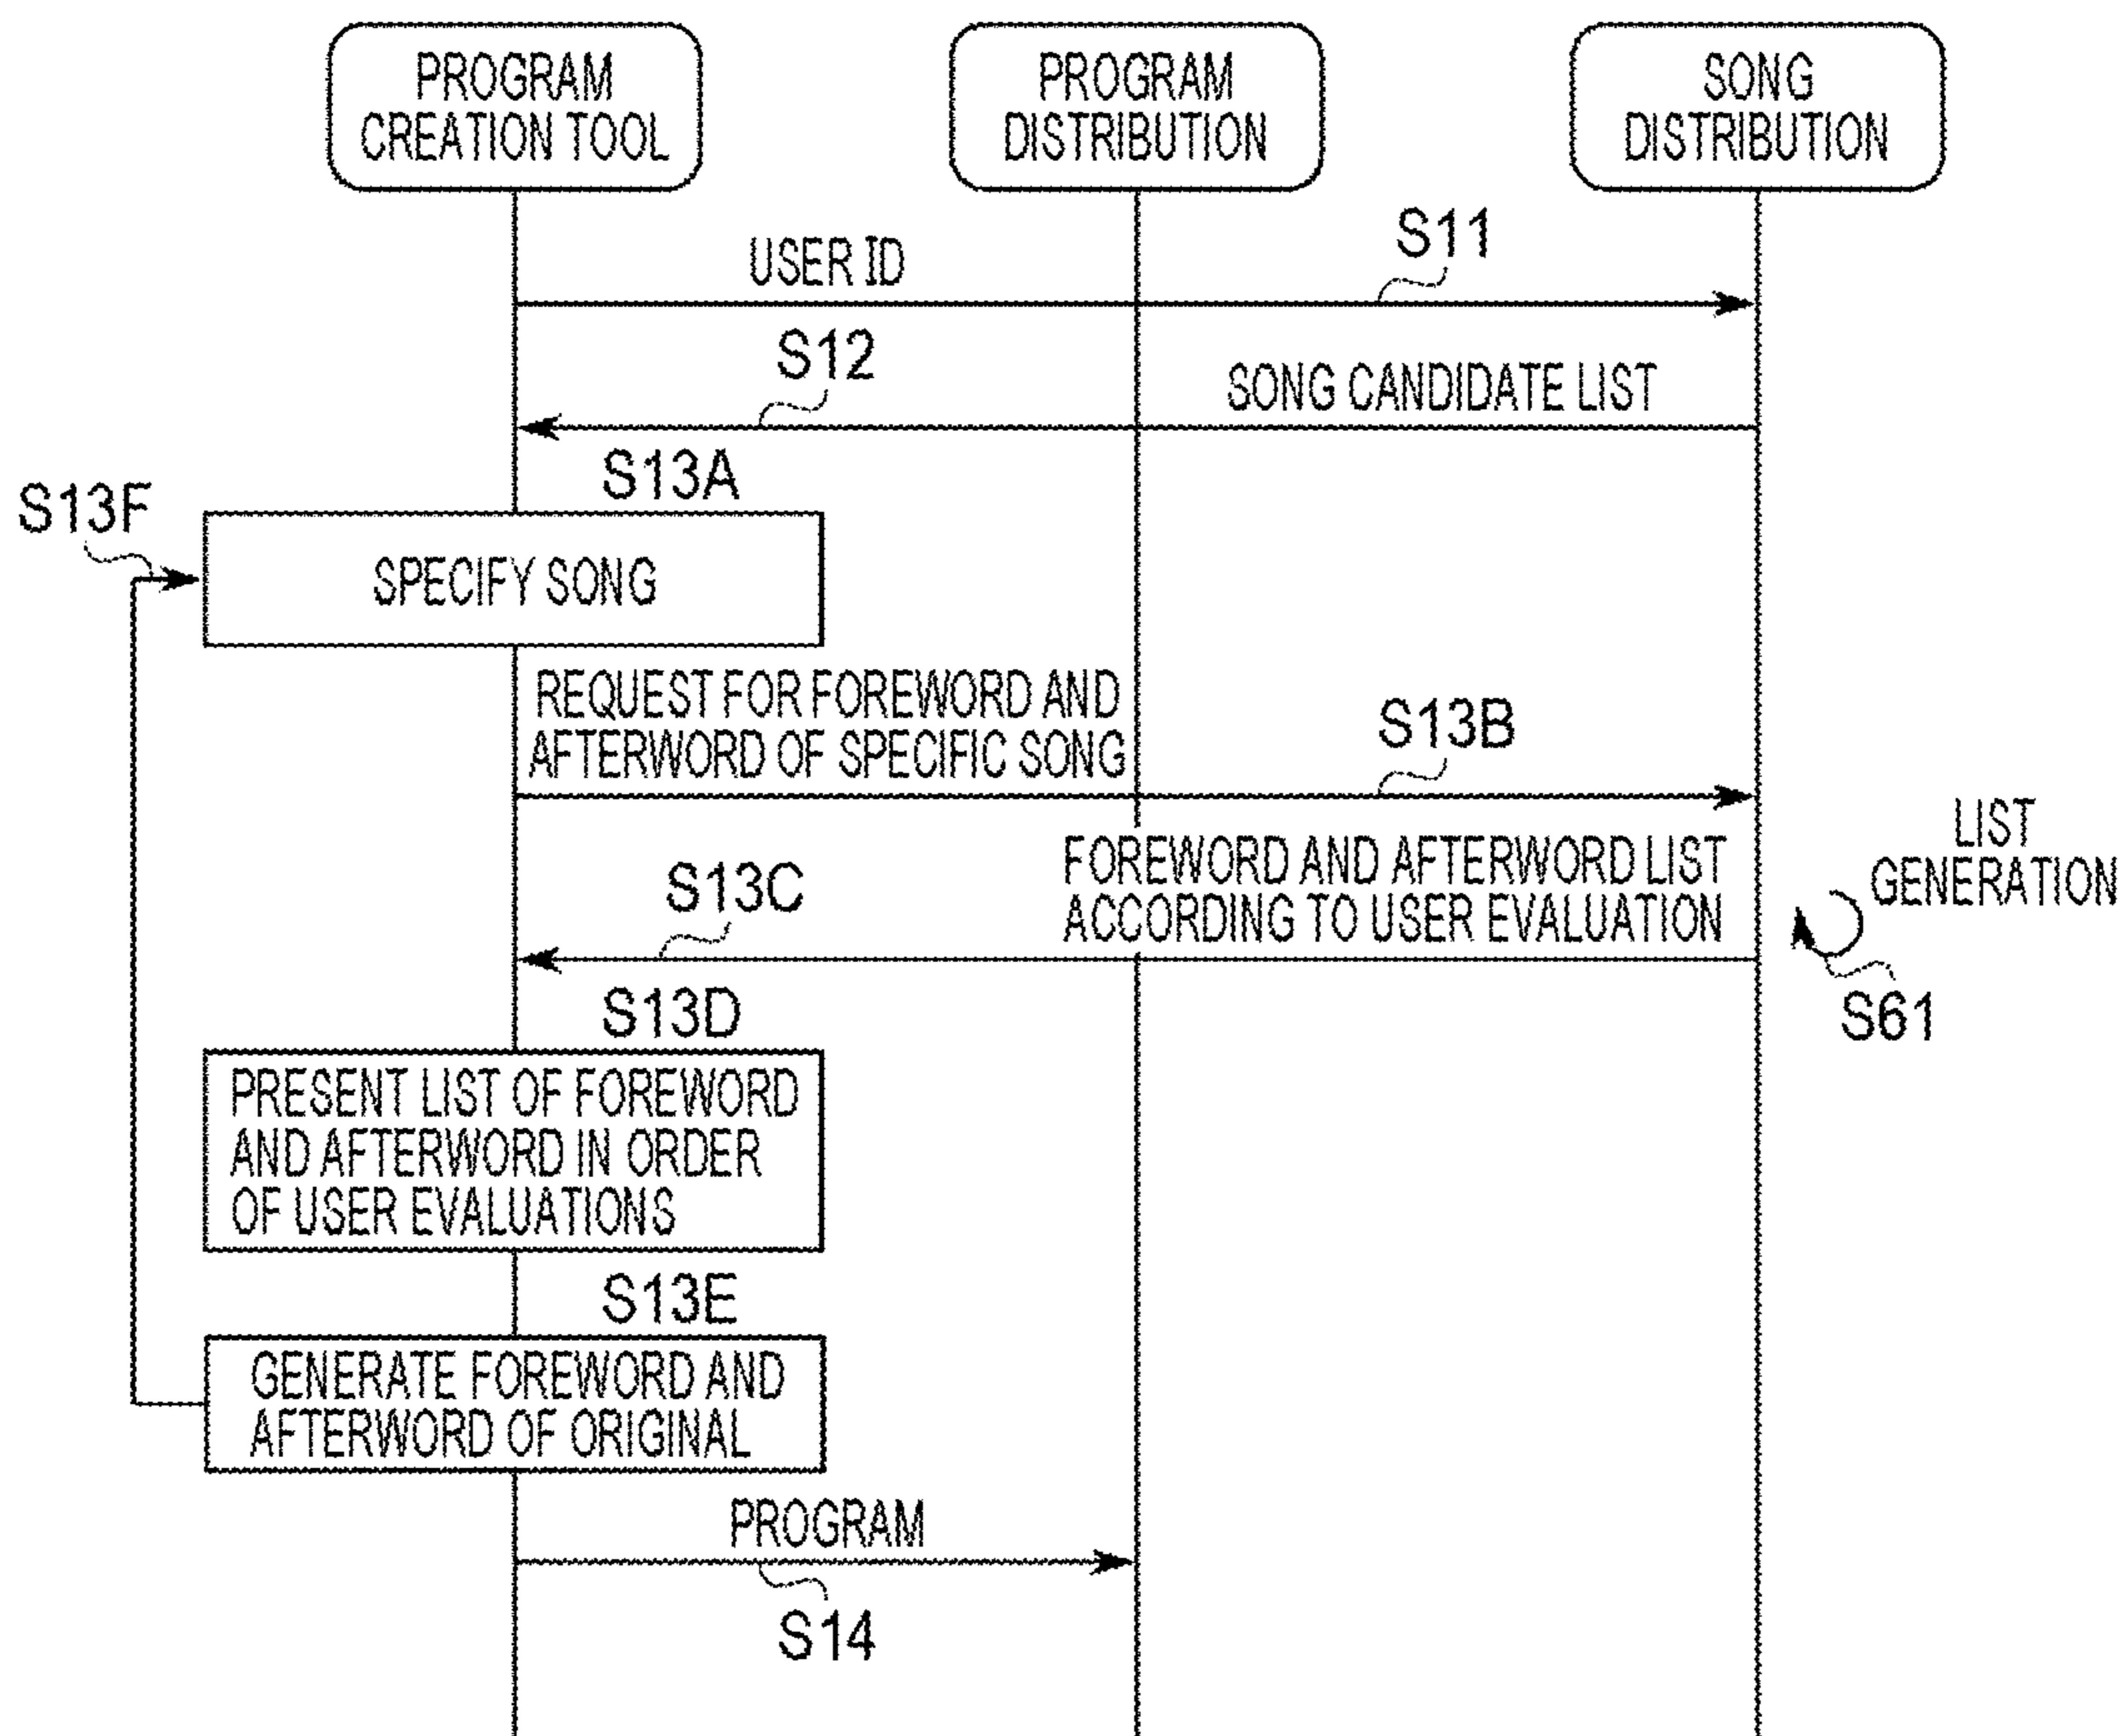 PROGRAM
CREATION TOOL
PROGRAM
DISTRIBUTION
SONG
DISTRIBUTION
S11
USER ID
S12
SONG CANDIDATE LIST
S13A
S13F
SPECIFY SONG
REQUEST FOR FOREWORD AND
AFTERWORD OF SPECIFIC SONG
S13B
LIST
GENERATION
FOREWORD AND AFTERWORD LIST
ACCORDING TO USER EVALUATION
S13C
S61
S13D
PRESENT LIST OF FOREWORD
AND AFTERWORD IN ORDER
OF USER EVALUATIONS
S13E
GENERATE FOREWORD AND
AFTERWORD OF ORIGINAL
PROGRAM
S14